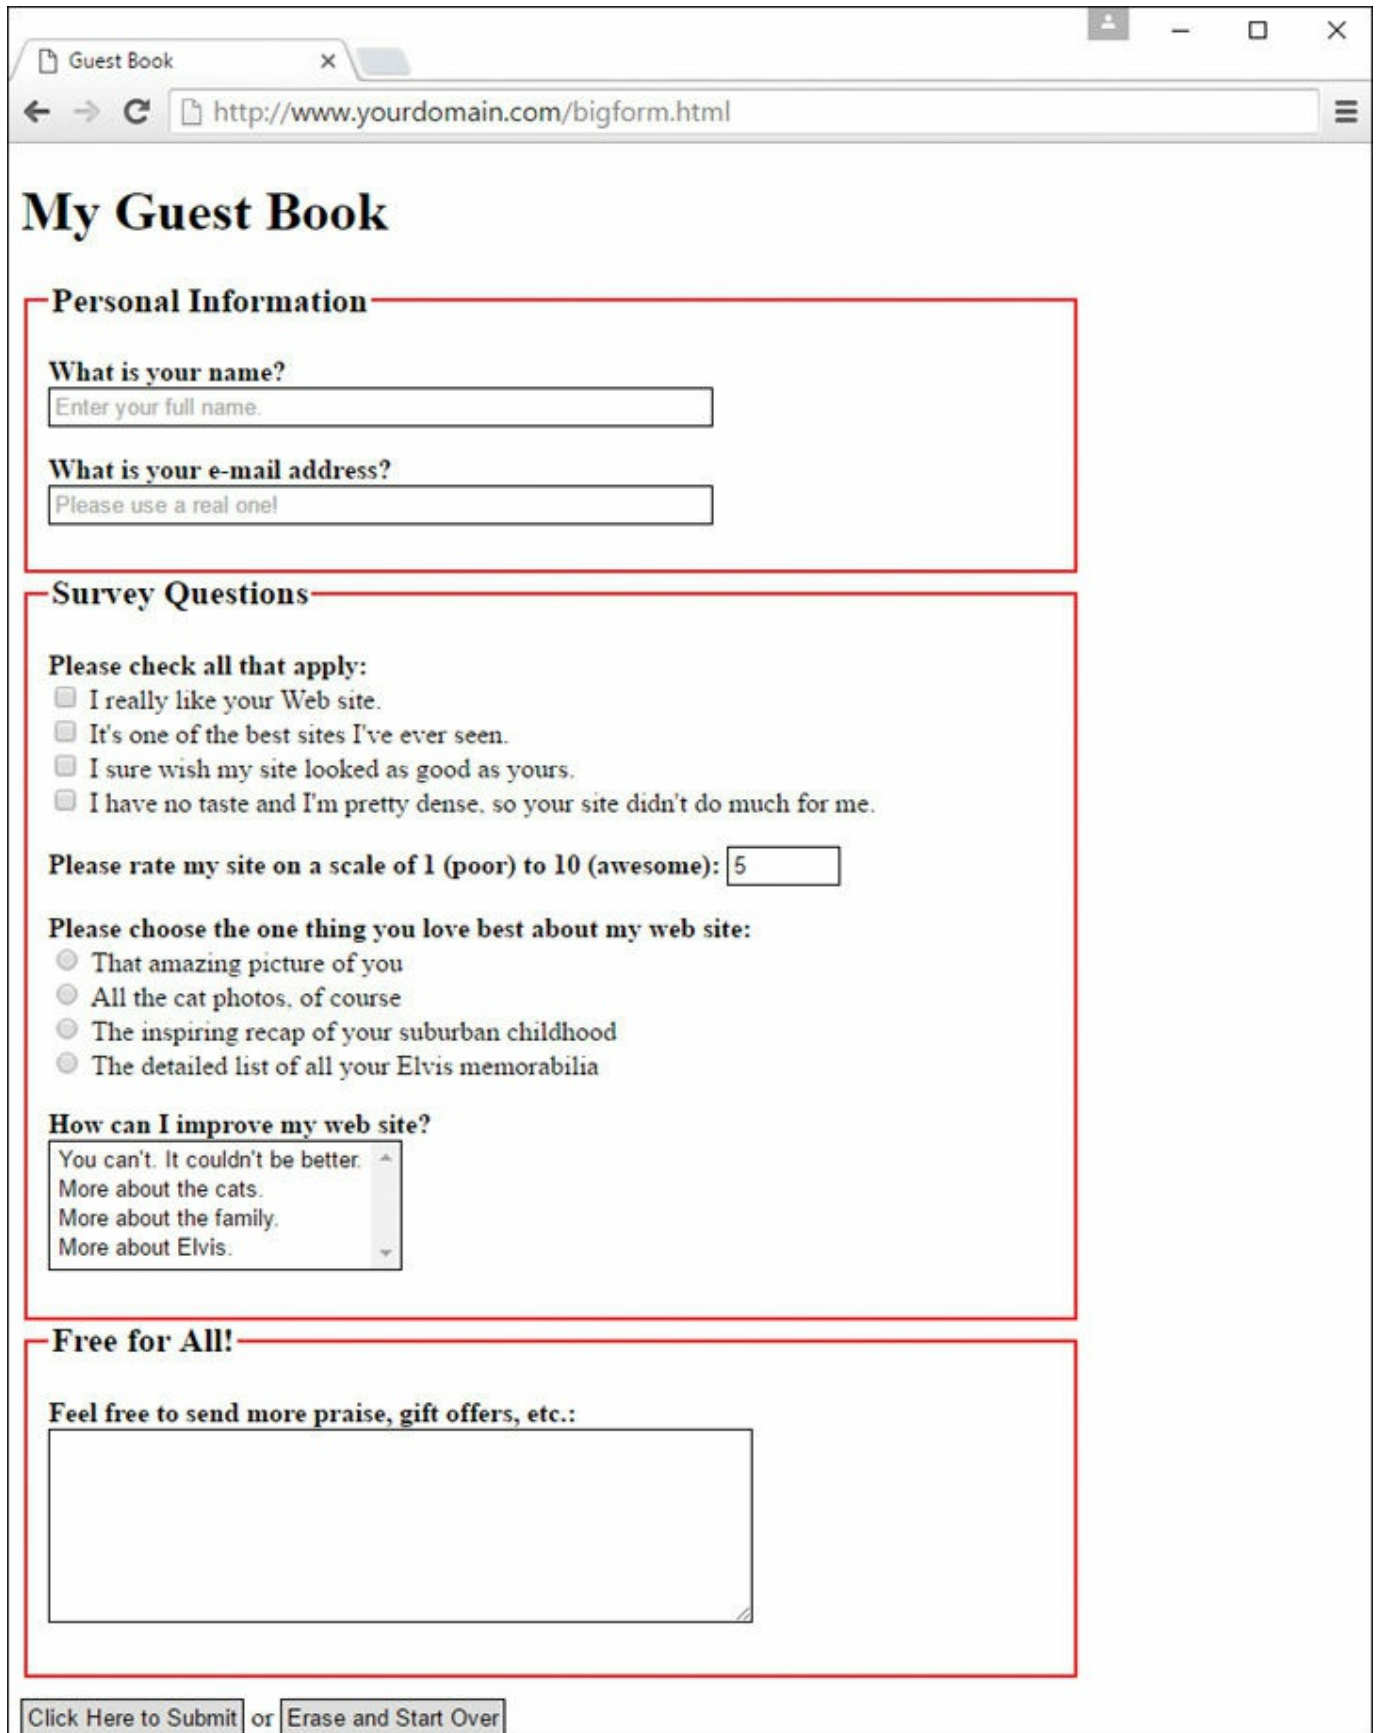 Guest Book
http://www.yourdomain.com/bigform.html
My Guest Book
Personal Information
What is your name?
Enter your full name.
What is your e-mail address?
Please use a real one!
Survey Questions
Please check all that apply:
I really like your Web site.
It's one of the best sites I've ever seen.
I sure wish my site looked as good as yours.
I have no taste and I'm pretty dense, so your site didn't do much for me.
Please rate my site on a scale of 1 (poor) to 10 (awesome): 5
Please choose the one thing you love best about my web site:
That amazing picture of you
All the cat photos, of course
The inspiring recap of your suburban childhood
The detailed list of all your Elvis memorabilia
How can I improve my web site?
You can't. It couldn't be better.
More about the cats.
More about the family.
More about Elvis.
Free for All!
Feel free to send more praise, gift offers, etc.:
Click Here to Submit or Erase and Start Over